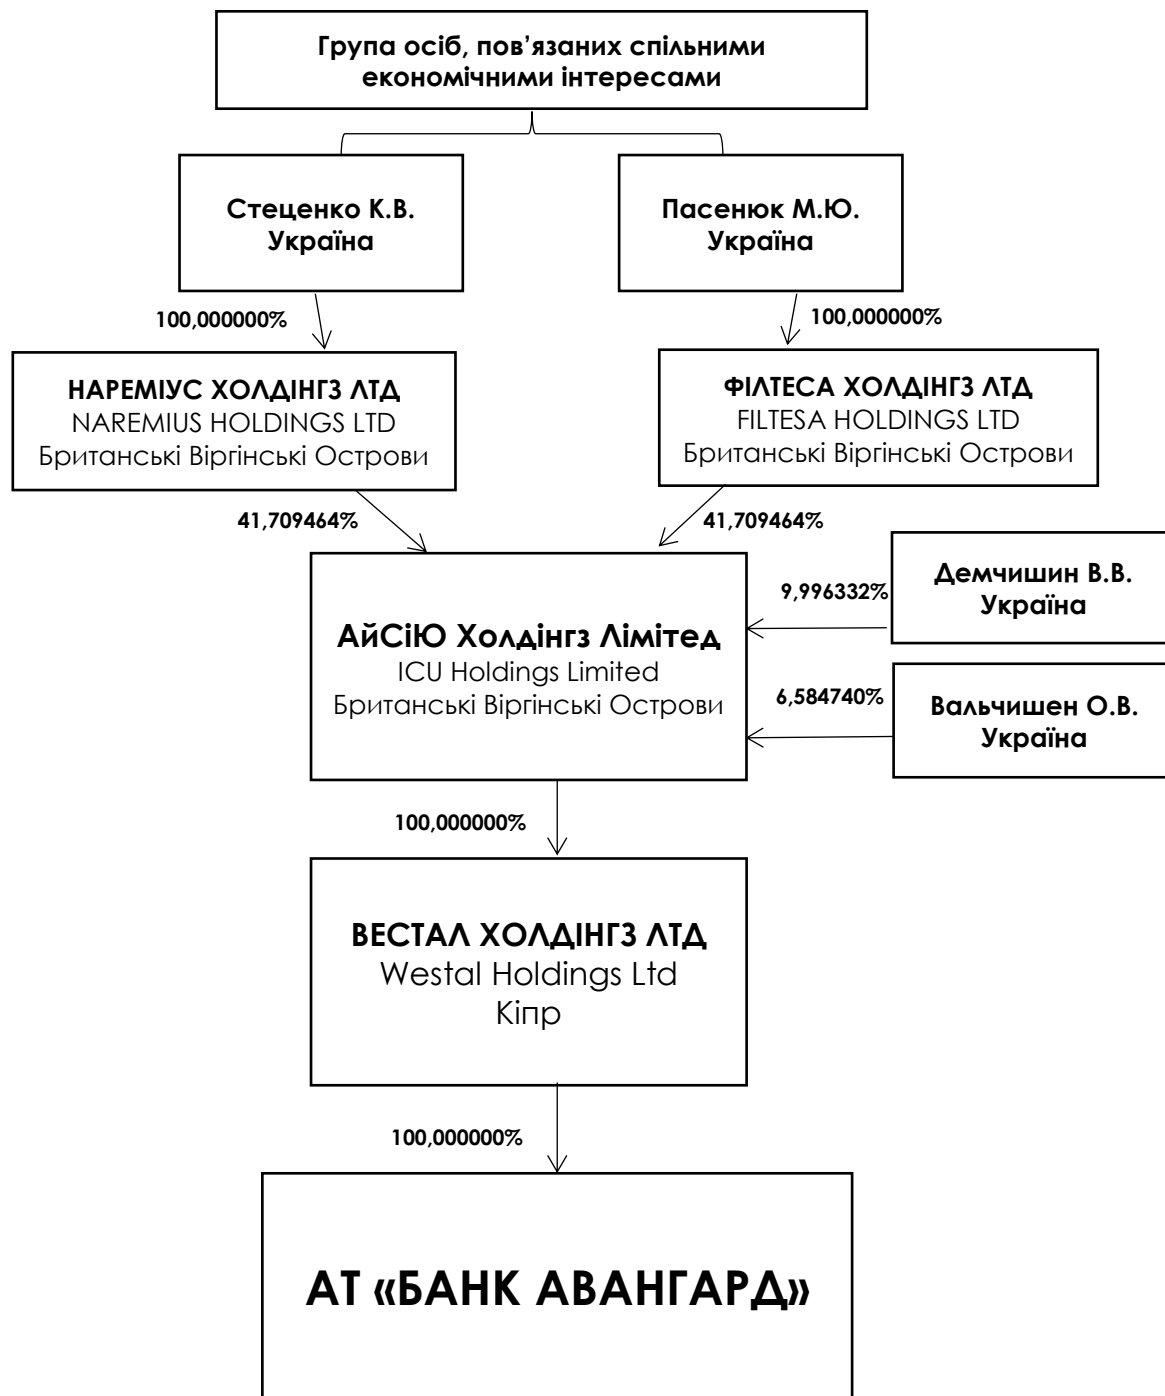 Група осіб, пов’язаних спільними
економічними інтересами
Стеценко К.В.
Україна
Пасенюк М.Ю.
Україна
100,000000%
100,000000%
НАРЕМІУС ХОЛДІНГЗ ЛТД
NAREMIUS HOLDINGS LTD
Британські Віргінські Острови
ФІЛТЕСА ХОЛДІНГЗ ЛТД
FILTESA HOLDINGS LTD
Британські Віргінські Острови
41,709464%
41,709464%
Демчишин В.В.
Україна
9,996332%
АйСіЮ Холдінгз Лімітед
ICU Holdings Limited
Британські Віргінські Острови
6,584740%
Вальчишен О.В.
Україна
100,000000%
ВЕСТАЛ ХОЛДІНГЗ ЛТД
Westal Holdings Ltd
Кіпр
100,000000%
АТ «БАНК АВАНГАРД»